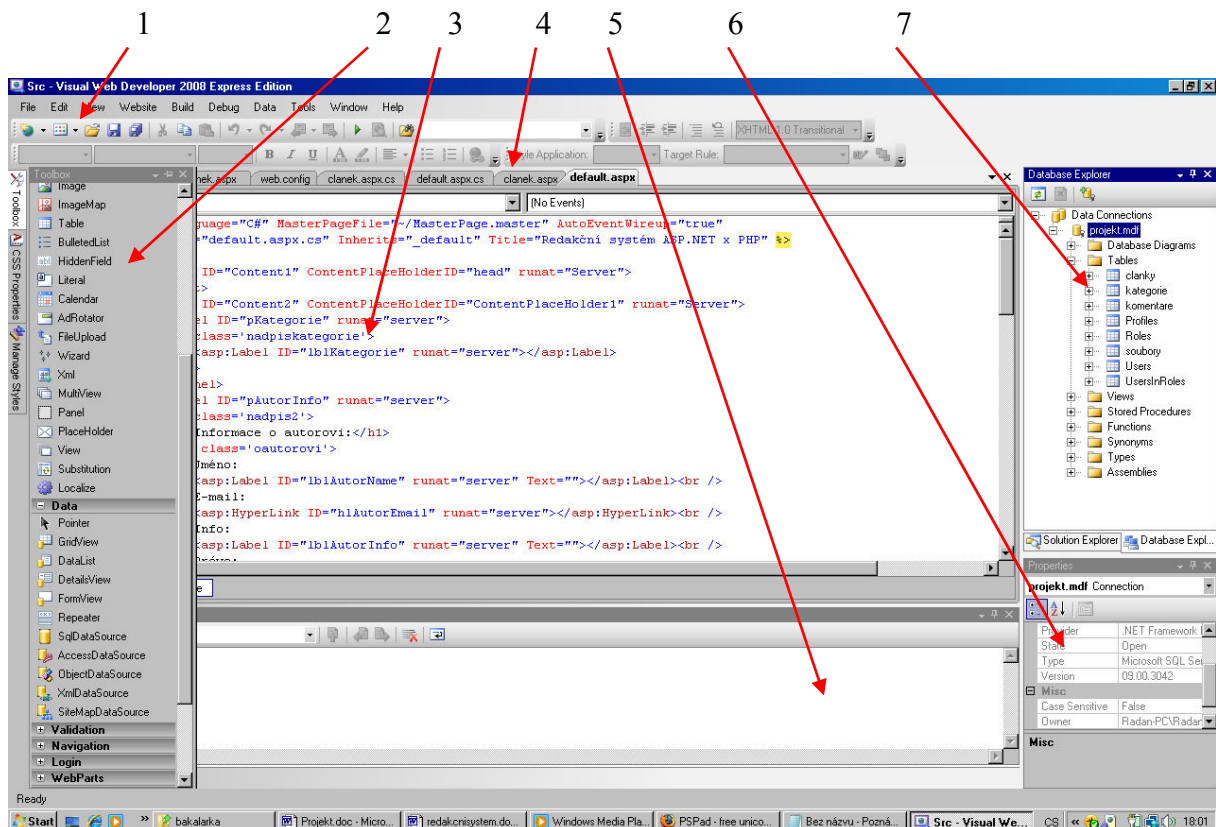 1 2 3 4 5 6 7
Src - Visual Web Developer 2008 Express Edition
File Edit View Website Build Debug Data Tools Window Help
XHTML 1.0 Transitional
B I U A Style Application: Target Rule:
Toolbox
CSS Properties
Manage Styles
Toolbox
Image
ImageMap
Table
BulletedList
HiddenField
Literal
Calendar
AdRotator
FileUpload
Wizard
Xml
MultiView
Panel
PlaceHolder
View
Substitution
Localize
Data
Pointer
GridView
DataList
DetailsView
FormView
Repeater
SqlDataSource
AccessDataSource
ObjectDataSource
XmlDataSource
SiteMapDataSource
Validation
Navigation
Login
WebParts
nek.aspx web.config clanek.aspx.cs default.aspx.cs clanek.aspx default.aspx
(No Events)
guage="C#" MasterPageFile="~/MasterPage.master" AutoEventWireup="true"
="default.aspx.cs" Inherits="_default" Title="Redakční systém ASP.NET x PHP" %>
ID="Content1" ContentPlaceHolderID="head" runat="Server">
t>
ID="Content2" ContentPlaceHolderID="ContentPlaceHolder1" runat="Server">
el ID="pKategorie" runat="server">
class='nadpiskategorie'>
<asp:Label ID="lblKategorie" runat="server"></asp:Label>
>
nel>
el ID="pAutorInfo" runat="server">
class='nadpis2'>
Informace o autorovi:</h1>
class='oautorovi'>
Jméno:
<asp:Label ID="lblAutorName" runat="server" Text=""></asp:Label><br />
E-mail:
<asp:HyperLink ID="hlAutorEmail" runat="server"></asp:HyperLink><br />
Info:
<asp:Label ID="lblAutorInfo" runat="server" Text=""></asp:Label><br />
Práva:
e
Database Explorer
Data Connections
projekt.mdf
Database Diagrams
Tables
clanky
kategorie
komentare
Profiles
Roles
soubory
Users
UsersInRoles
Views
Stored Procedures
Functions
Synonyms
Types
Assemblies
Solution Explorer Database Expl...
Properties
projekt.mdf Connection
Provider .NET Framework
State Open
Type Microsoft SQL Ser
Version 09.00.3042
Misc
Case Sensitive False
Owner Radan-PC\Radan
Misc
Ready
Start » bakalarka Projekt.doc - Micro... redakcnisystem.do... Windows Media Pla... PSPad - free unico... Bez názvu - Pozná... Src - Visual We... CS « 18:01